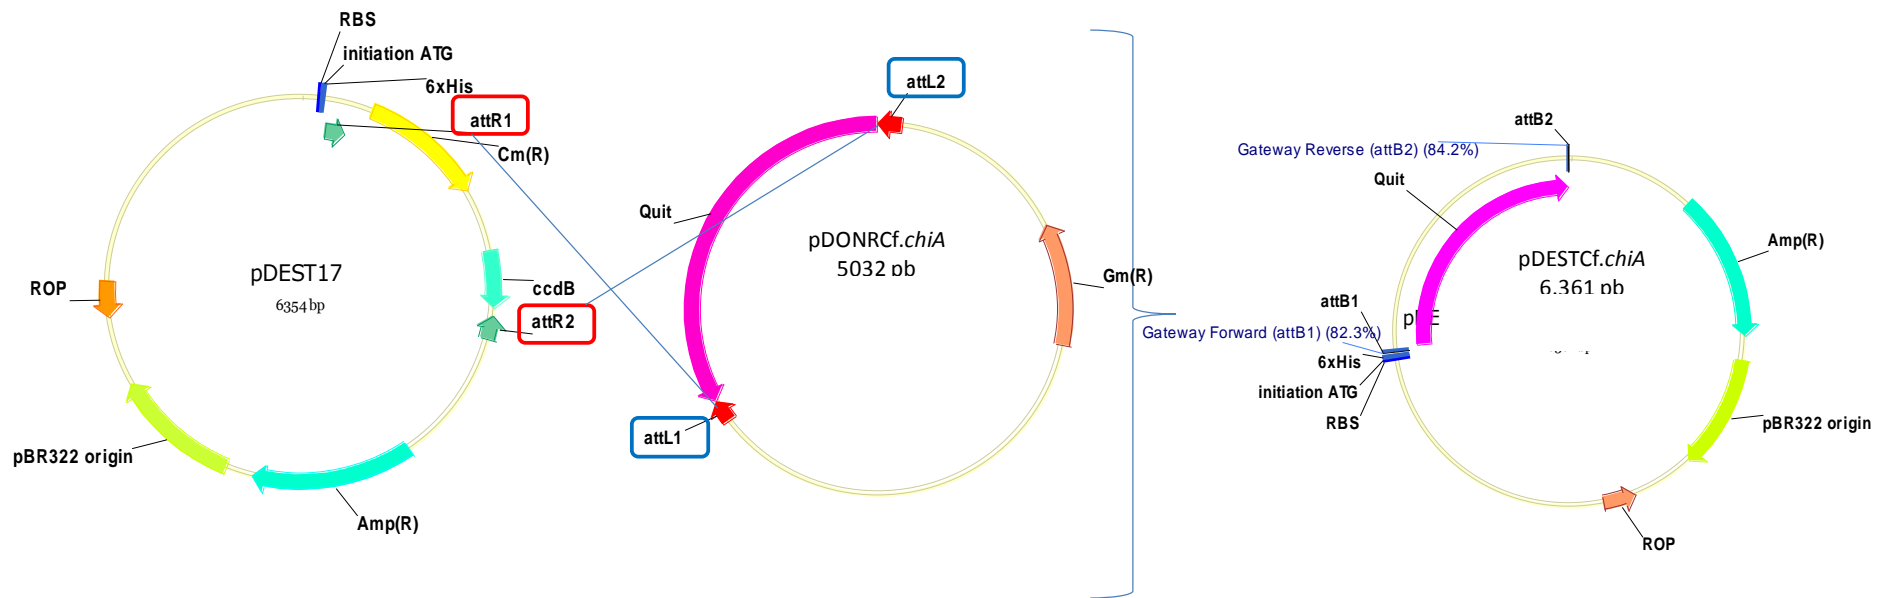 RBS
initiation ATG
6xHis
attR1
Cm(R)
pDEST17
6354 bp
ROP
ccdB
attR2
pBR322 origin
Amp(R)
attL2
Quit
pDONRCf.chiA
5032 pb
Gm(R)
attL1
attB2
Gateway Reverse (attB2) (84.2%)
Quit
Amp(R)
pDESTCf.chiA
6.361 pb
attB1
pDE
Gateway Forward (attB1) (82.3%)
6xHis
initiation ATG
RBS
pBR322 origin
ROP